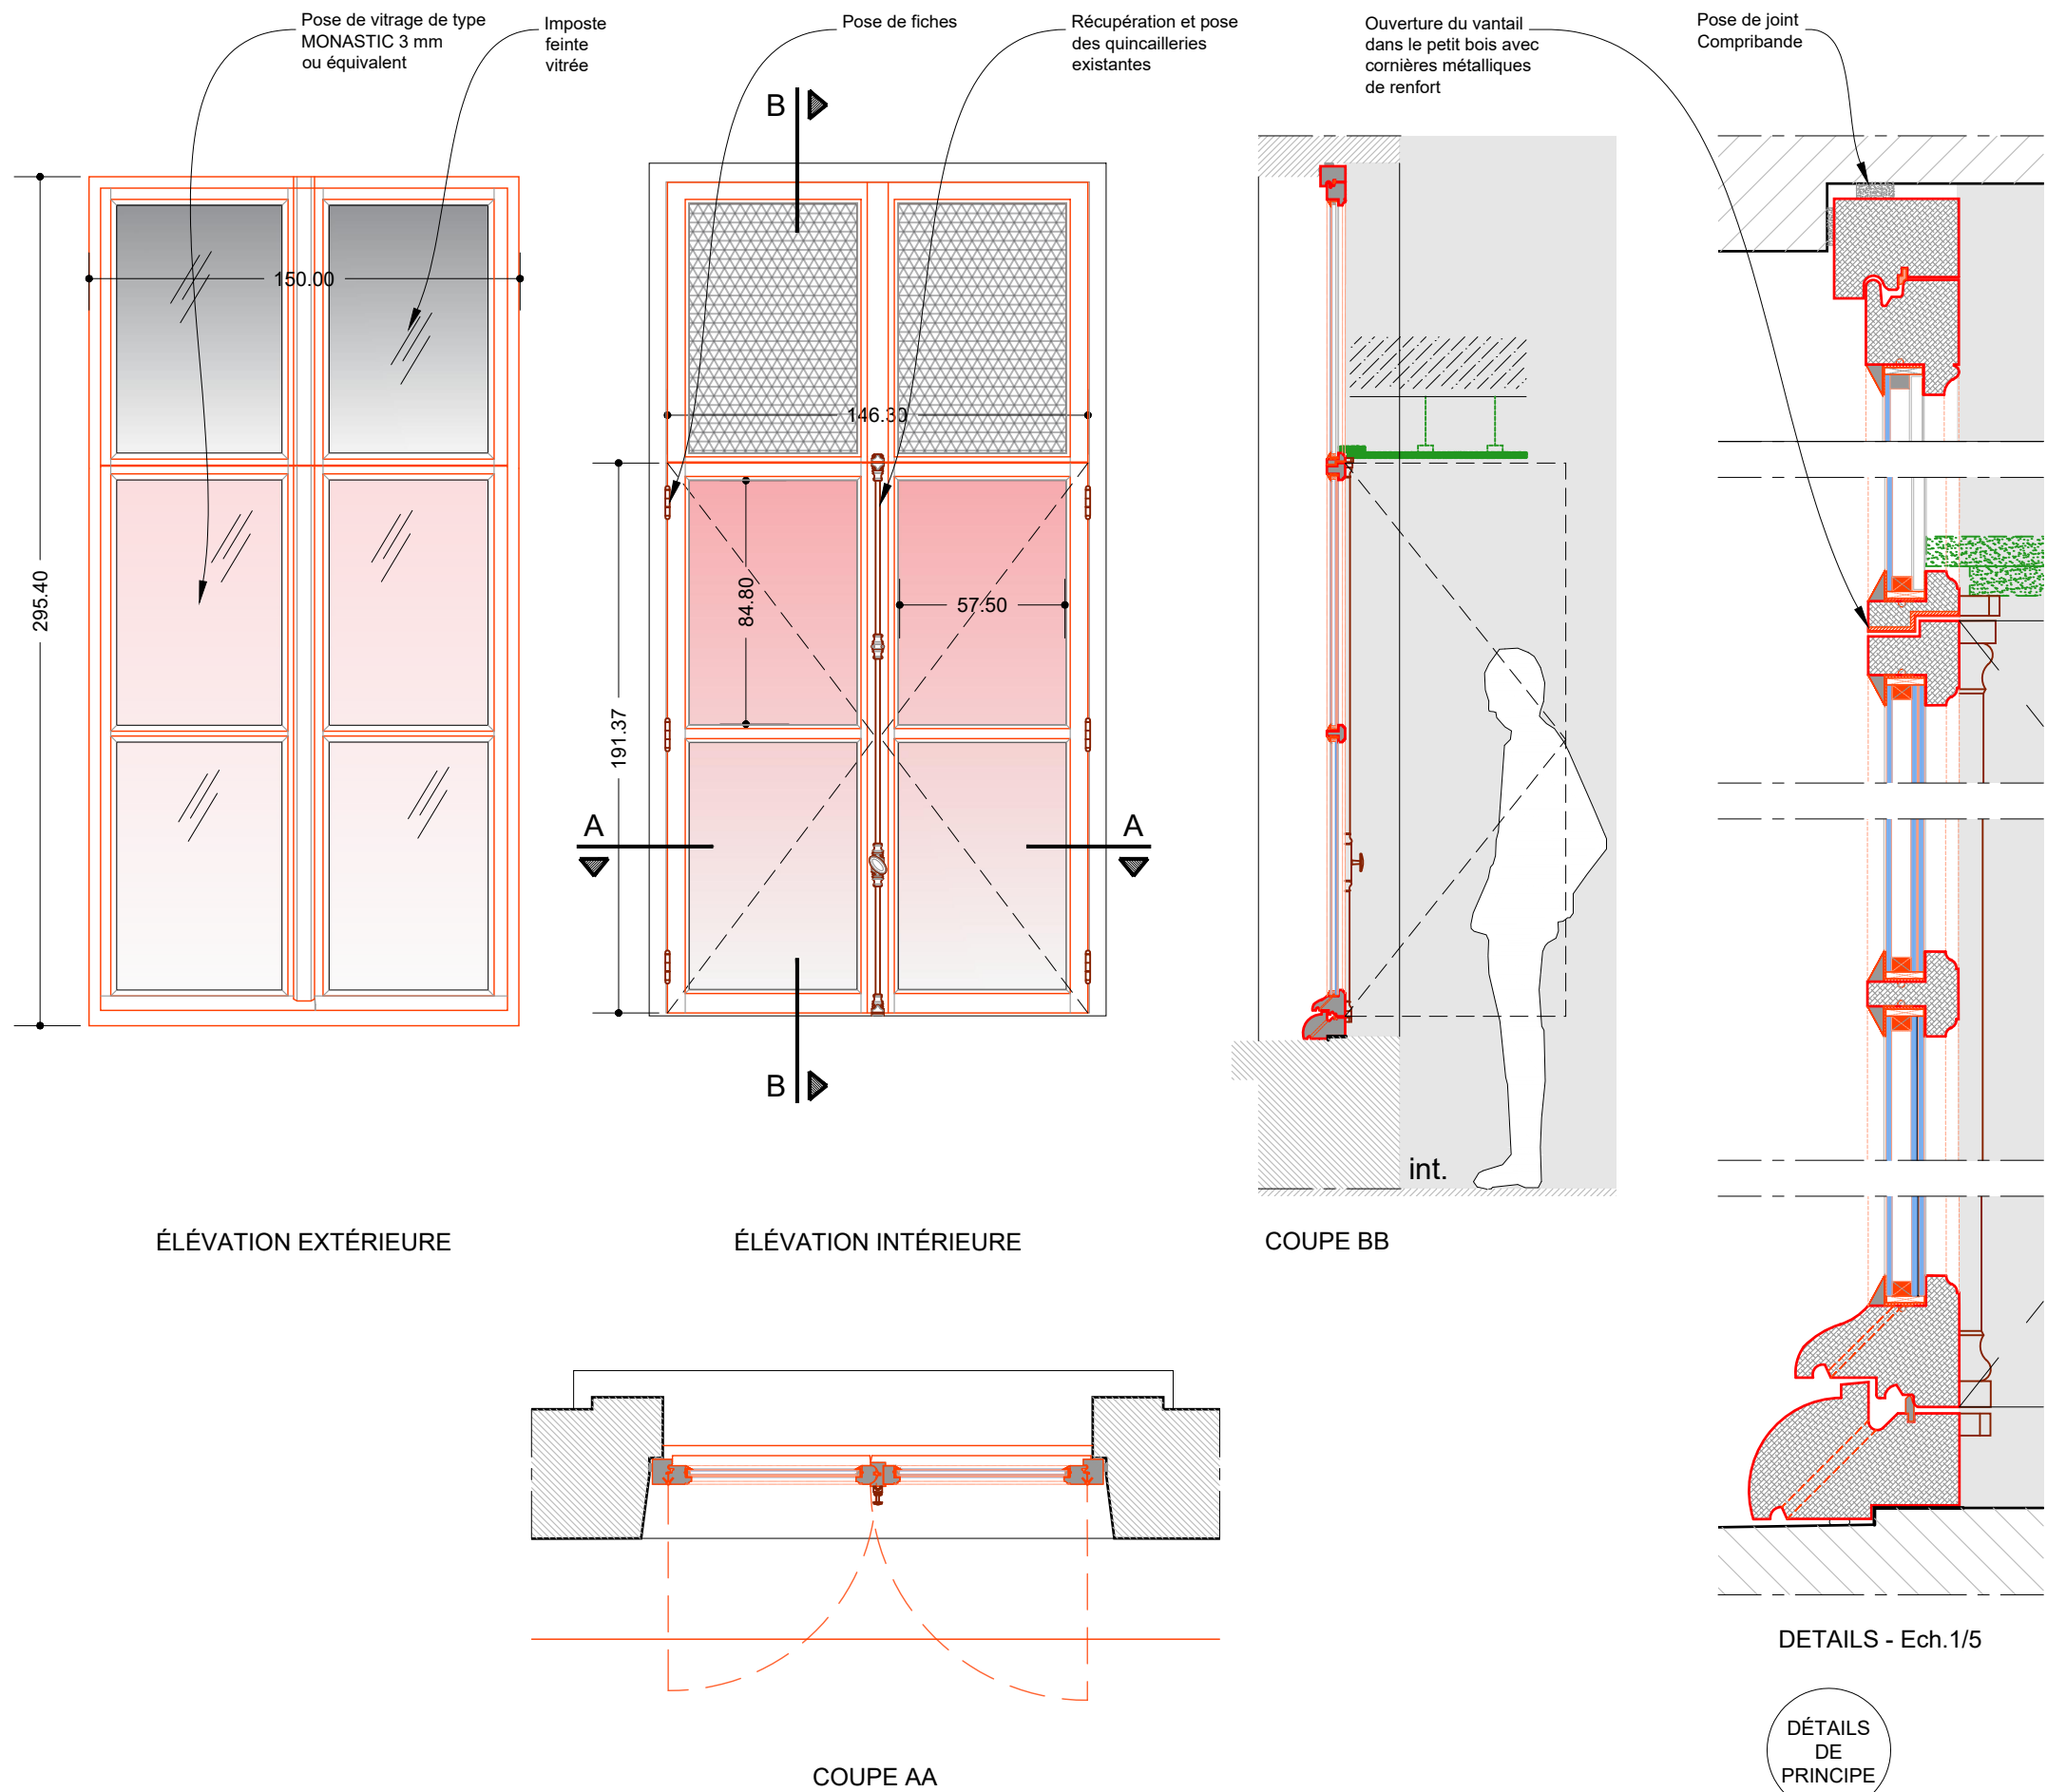 Pose de vitrage de type
MONASTIC 3 mm
ou équivalent
Imposte
feinte
vitrée
Pose de fiches
Récupération et pose
des quincailleries
existantes
Ouverture du vantail
dans le petit bois avec
cornières métalliques
de renfort
Pose de joint
Compribande
B
150.00
146.30
295.40
191.37
84.80
57.50
A
A
B
int.
ÉLÉVATION EXTÉRIEURE
ÉLÉVATION INTÉRIEURE
COUPE BB
DETAILS - Ech.1/5
DÉTAILS
DE
PRINCIPE
COUPE AA